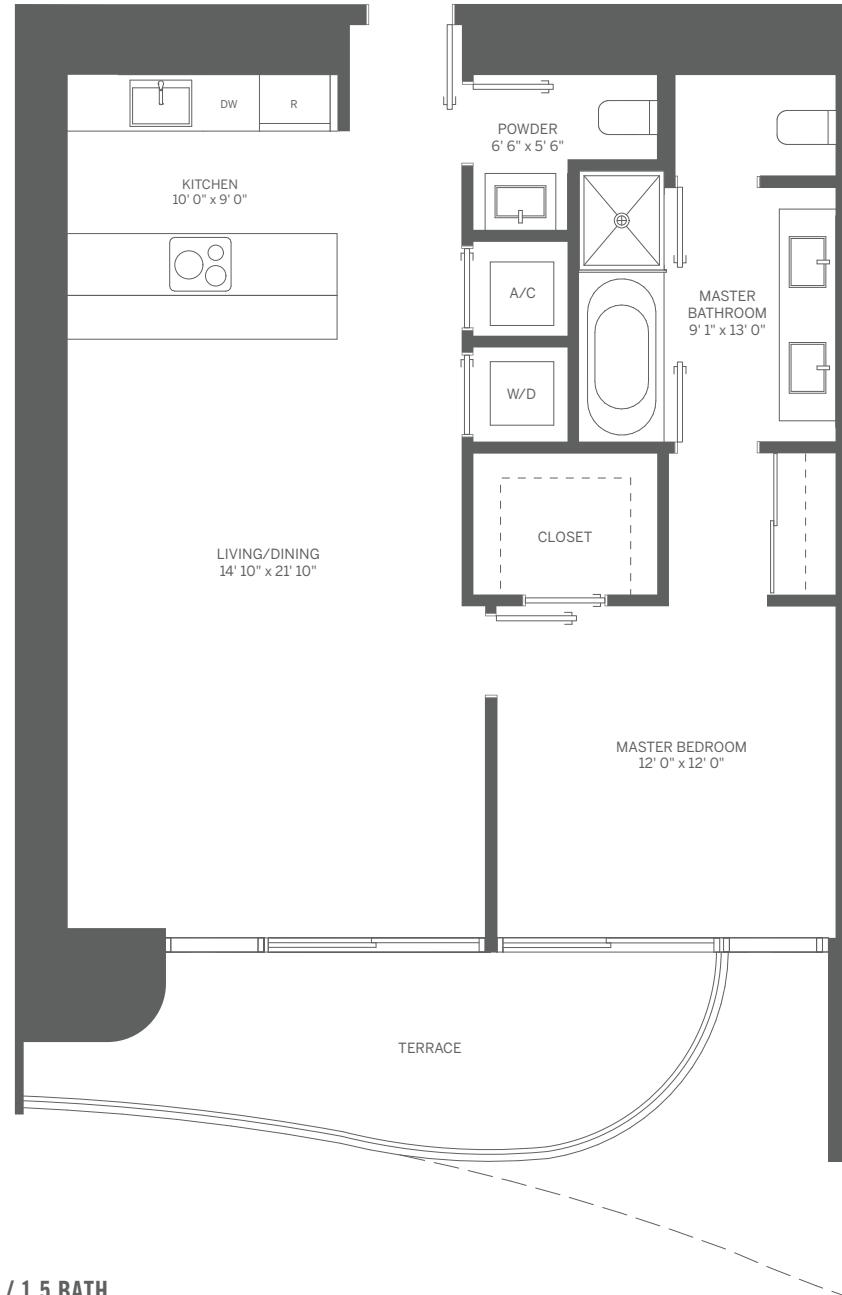 DW
R
POWDER
6' 6" x 5' 6"
KITCHEN
10' 0" x 9' 0"
A/C
MASTER
BATHROOM
9' 1" x 13' 0"
W/D
CLOSET
LIVING/DINING
14' 10" x 21' 10"
MASTER BEDROOM
12' 0" x 12' 0"
TERRACE
/ 1.5 BATH